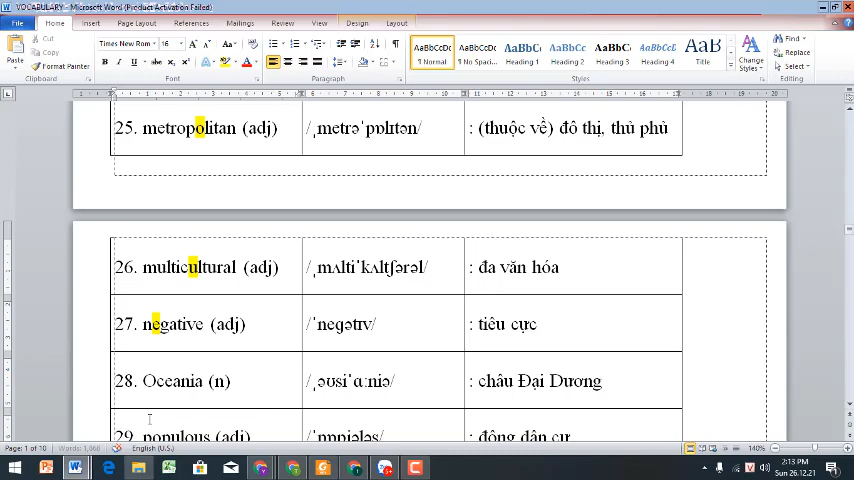 VOCABULARY - Microsoft Word (Product Activation Failed)
File Home Insert Page Layout References Mailings Review View Design Layout
Cut
Copy
Format Painter
Paste
Times New Rom 16
AaBbCcDc AaBbCcDc AaBbC AaBbCc AaBbCc AaBbCc AaB
¶ Normal ¶ No Spaci... Heading 1 Heading 2 Heading 3 Heading 4 Title
Change Styles
Find
Replace
Select
Clipboard Font Paragraph Styles Editing
25. metropolitan (adj) /ˌmetrəˈpɒlɪtən/ : (thuộc về) đô thị, thủ phủ
26. multicultural (adj) /ˌmʌltiˈkʌltʃərəl/ : đa văn hóa
27. negative (adj) /ˈneɡətɪv/ : tiêu cực
28. Oceania (n) /ˌəʊsiˈɑːniə/ : châu Đại Dương
29. populous (adj) /ˈpɒpjələs/ : đông dân cư
Page: 1 of 10 Words: 1,866 English (U.S.) 140%
2:13 PM
Sun 26.12.21